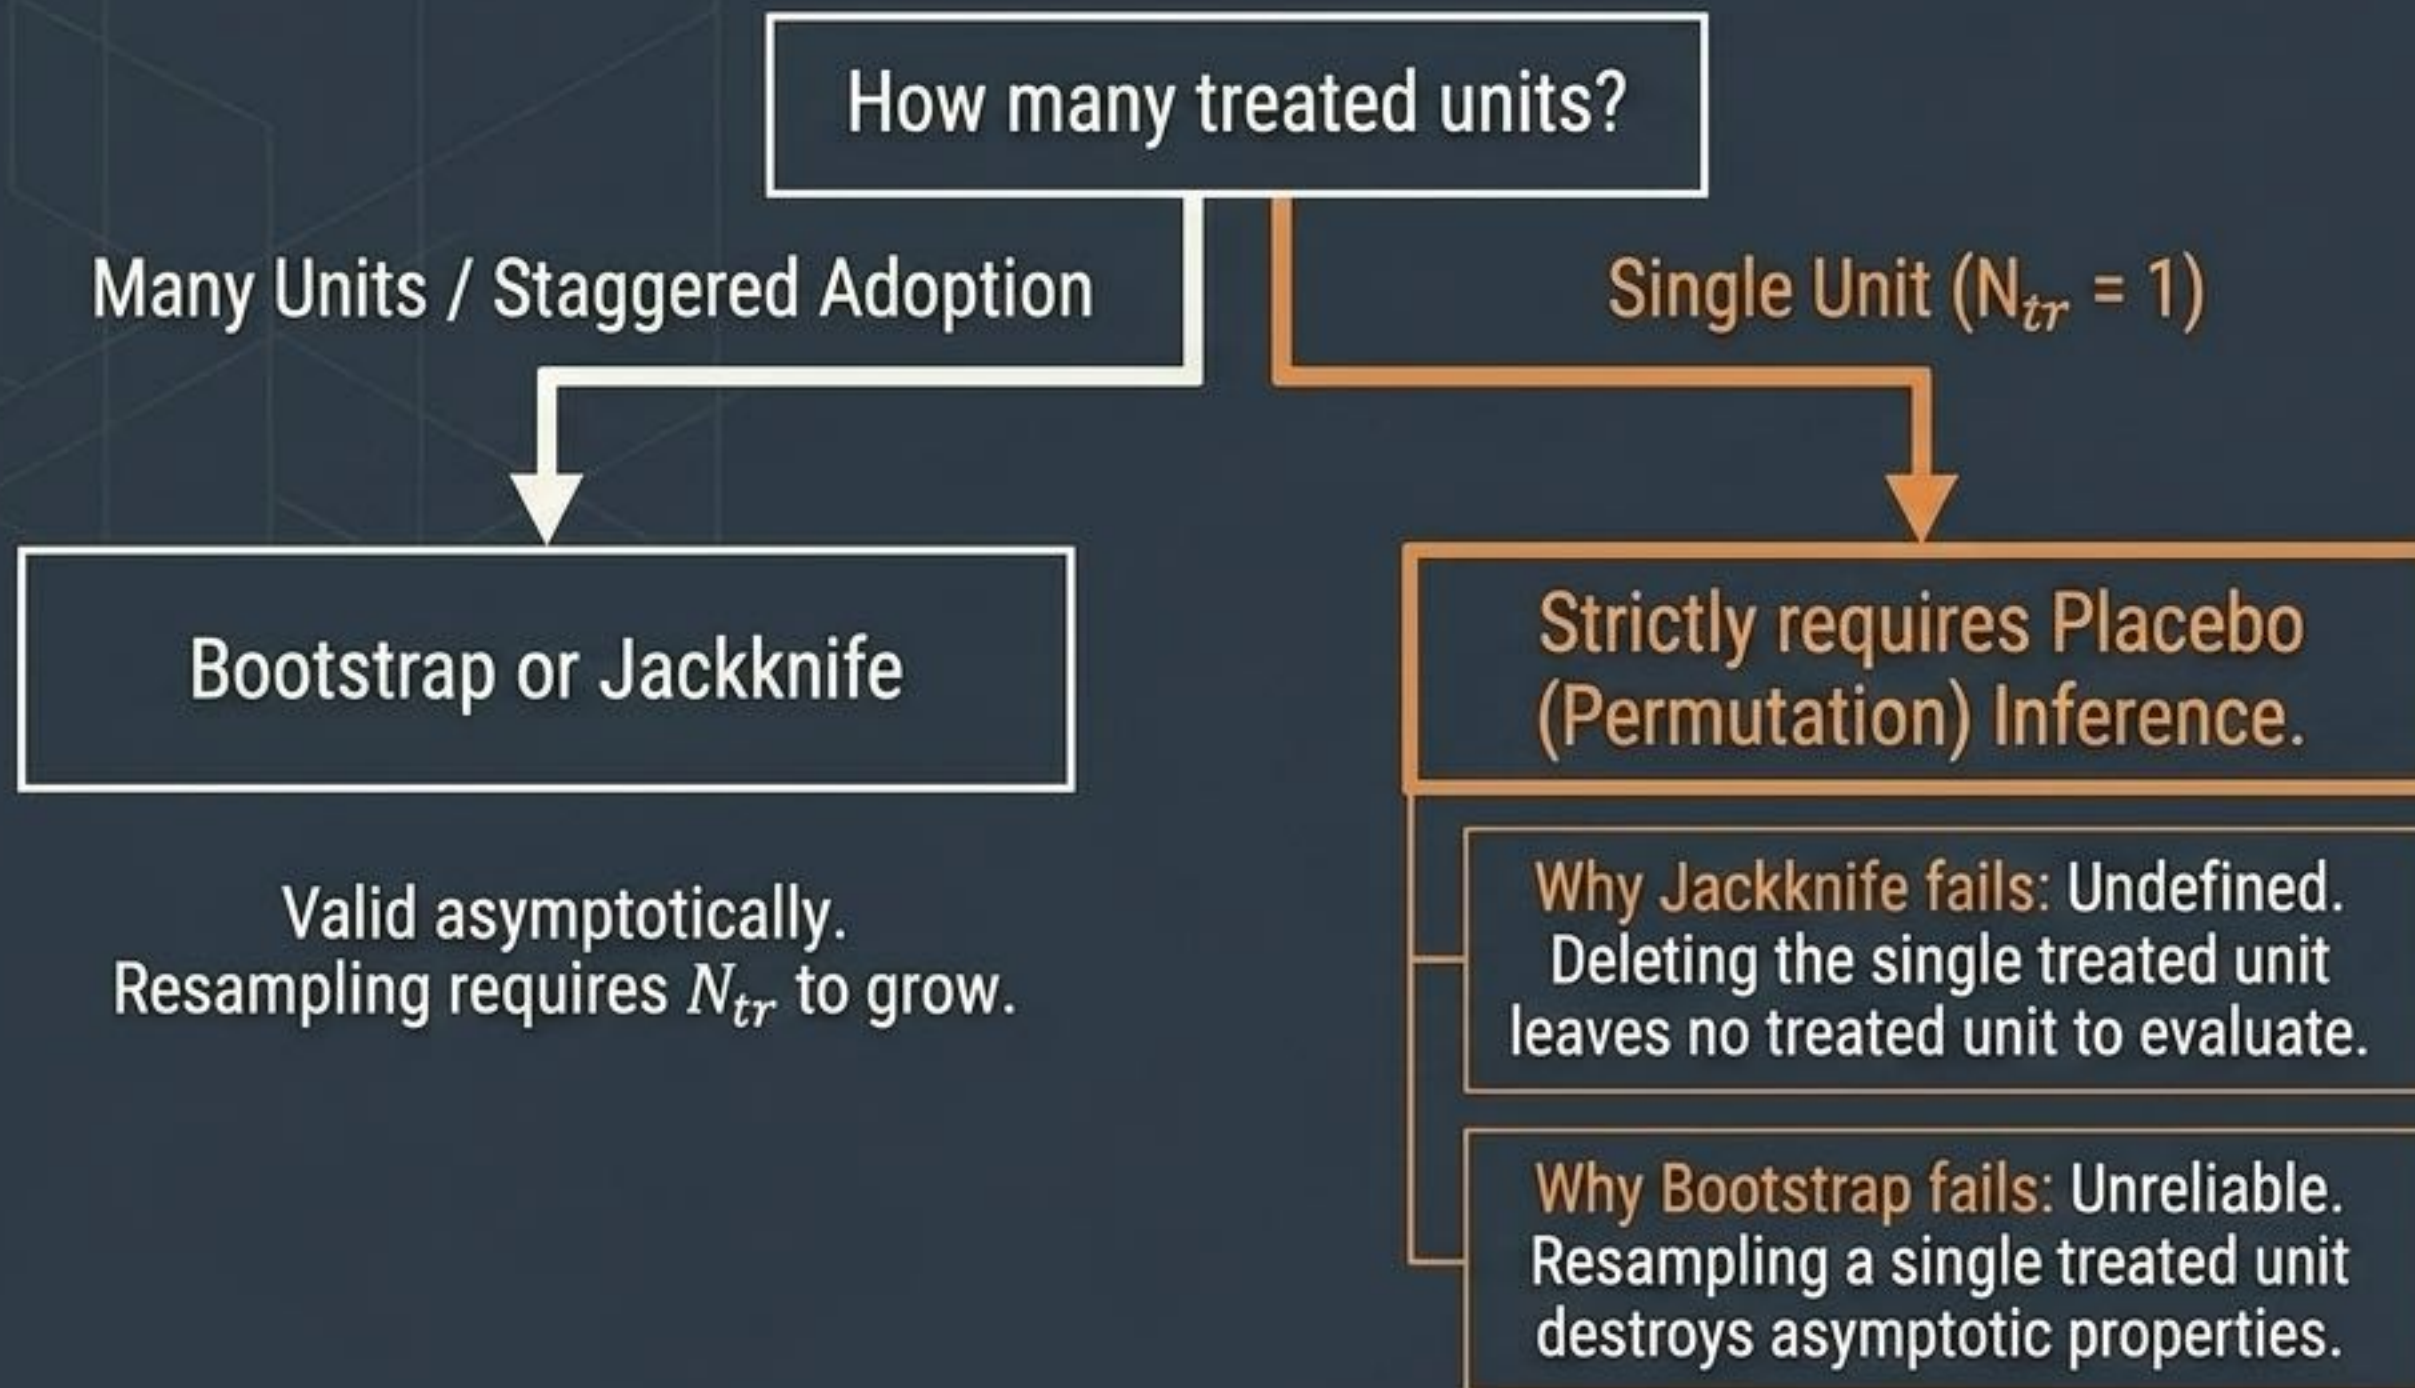 How many treated units?
Many Units / Staggered Adoption
Single Unit (Nₜᵣ = 1)
Bootstrap or Jackknife
Valid asymptotically.
Resampling requires Nₜᵣ to grow.
Strictly requires Placebo
(Permutation) Inference.
Why Jackknife fails: Undefined.
Deleting the single treated unit
leaves no treated unit to evaluate.
Why Bootstrap fails: Unreliable.
Resampling a single treated unit
destroys asymptotic properties.